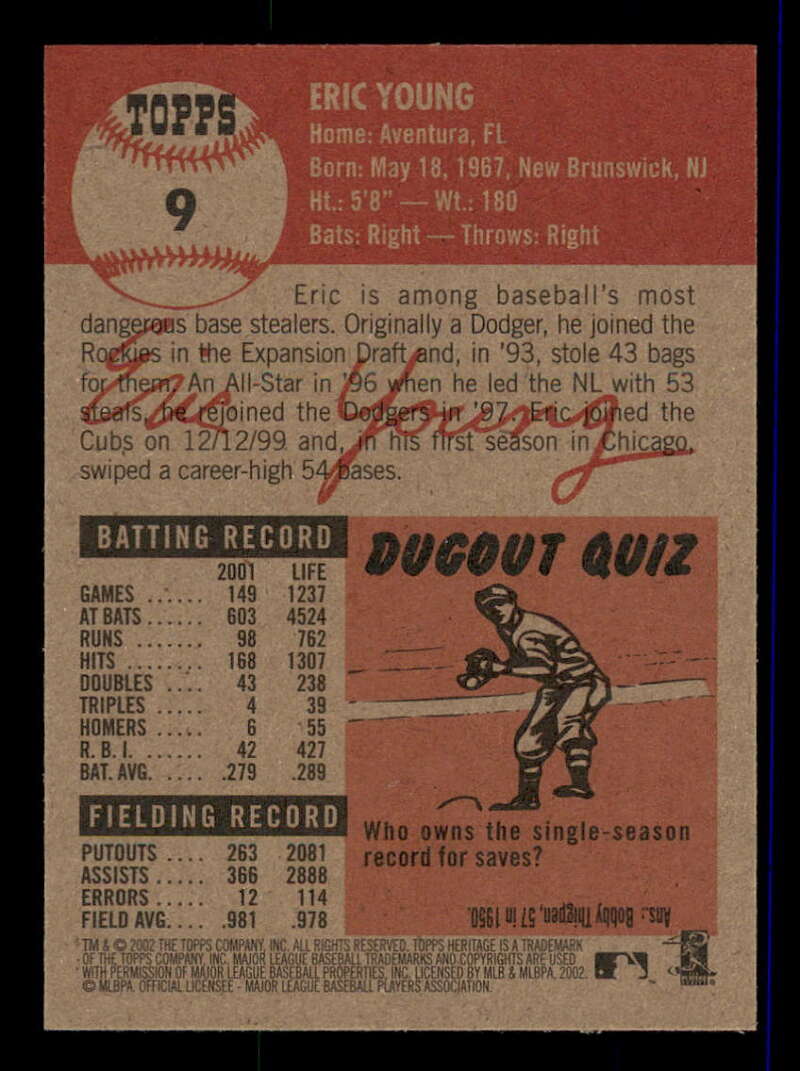 TOPPS
9
ERIC YOUNG
Home: Aventura, FL
Born: May 18, 1967, New Brunswick, NJ
Ht.: 5'8" — Wt.: 180
Bats: Right — Throws: Right
Eric is among baseball's most
dangerous base stealers. Originally a Dodger, he joined the
Rockies in the Expansion Draft and, in '93, stole 43 bags
for them. An All-Star in '96 when he led the NL with 53
steals, he rejoined the Dodgers in '97. Eric joined the
Cubs on 12/12/99 and, in his first season in Chicago,
swiped a career-high 54 bases.
Eric Young
BATTING RECORD
2001 LIFE
GAMES ...... 149 1237
AT BATS ...... 603 4524
RUNS ....... 98 762
HITS ........ 168 1307
DOUBLES .... 43 238
TRIPLES ..... 4 39
HOMERS ..... 6 55
R. B. I. ...... 42 427
BAT. AVG. ..... .279 .289
FIELDING RECORD
PUTOUTS .... 263 2081
ASSISTS ..... 366 2888
ERRORS ..... 12 114
FIELD AVG. ... .981 .978
DUGOUT QUIZ
Who owns the single-season
record for saves?
Ans.: Bobby Thigpen, 57 in 1990.
TM & © 2002 THE TOPPS COMPANY, INC. ALL RIGHTS RESERVED. TOPPS HERITAGE IS A TRADEMARK
OF THE TOPPS COMPANY, INC. MAJOR LEAGUE BASEBALL TRADEMARKS AND COPYRIGHTS ARE USED
WITH PERMISSION OF MAJOR LEAGUE BASEBALL PROPERTIES, INC. LICENSED BY MLB & MLBPA, 2002.
© MLBPA. OFFICIAL LICENSEE - MAJOR LEAGUE BASEBALL PLAYERS ASSOCIATION.